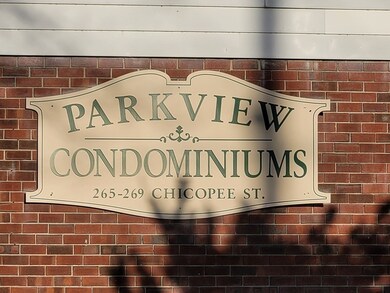 PARKVIEW
CONDOMINIUMS
265-269 CHICOPEE ST.